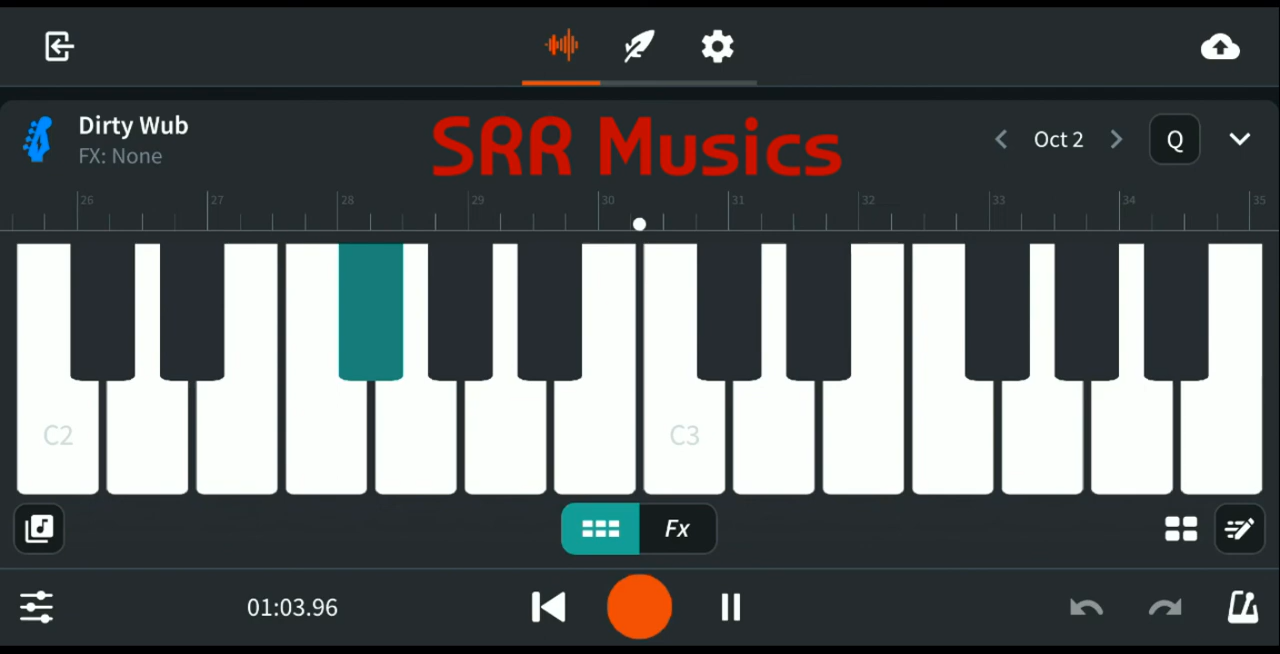 Dirty Wub
FX: None
SRR Musics
Oct 2
Q
26 27 28 29 30 31 32 33 34 35
C2
C3
Fx
01:03.96